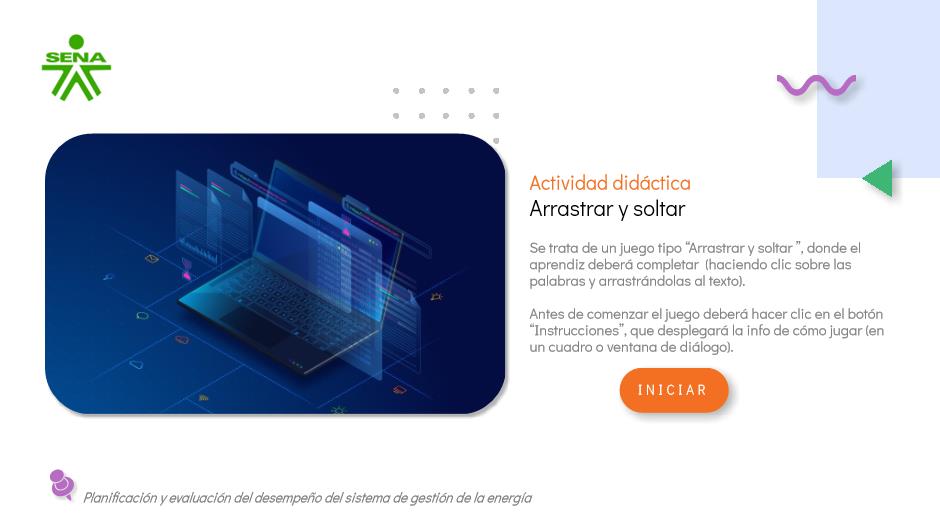 SENA
Actividad didáctica
Arrastrar y soltar
Se trata de un juego tipo “Arrastrar y soltar ”, donde el
aprendiz deberá completar (haciendo clic sobre las
palabras y arrastrándolas al texto).
Antes de comenzar el juego deberá hacer clic en el botón
“Instrucciones”, que desplegará la info de cómo jugar (en
un cuadro o ventana de diálogo).
INICIAR
Planificación y evaluación del desempeño del sistema de gestión de la energía